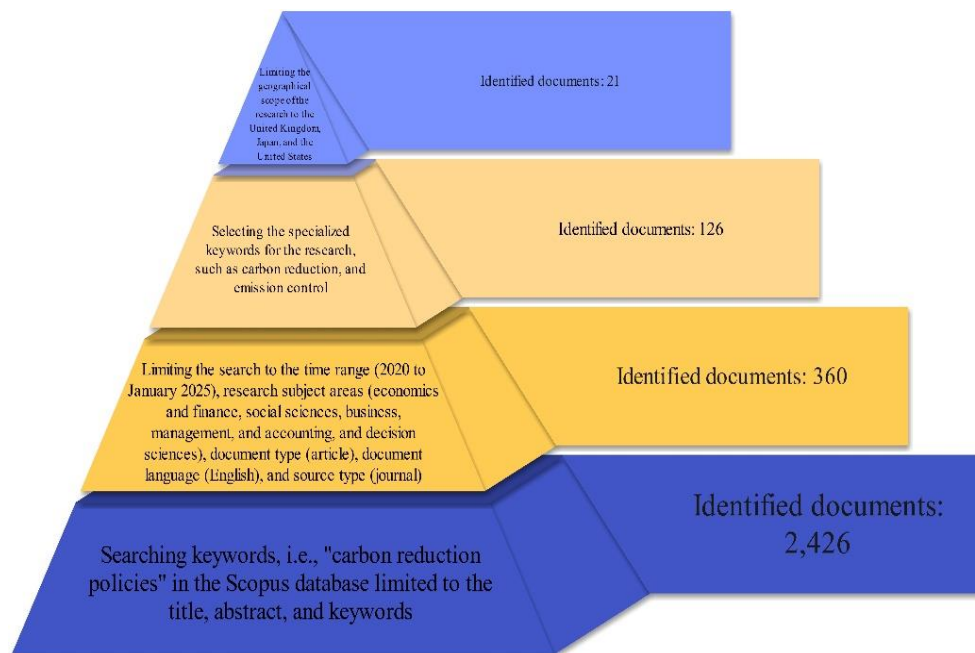 Limiting the
geographical
scope of the
research to the
United Kingdom,
Japan, and the
United States
Identified documents: 21
Selecting the specialized
keywords for the research,
such as carbon reduction, and
emission control
Identified documents: 126
Limiting the search to the time range (2020 to
January 2025), research subject areas (economics
and finance, social sciences, business,
management, and accounting, and decision
sciences), document type (article), document
language (English), and source type (journal)
Identified documents: 360
Searching keywords, i.e., "carbon reduction
policies" in the Scopus database limited to the
title, abstract, and keywords
Identified documents:
2,426